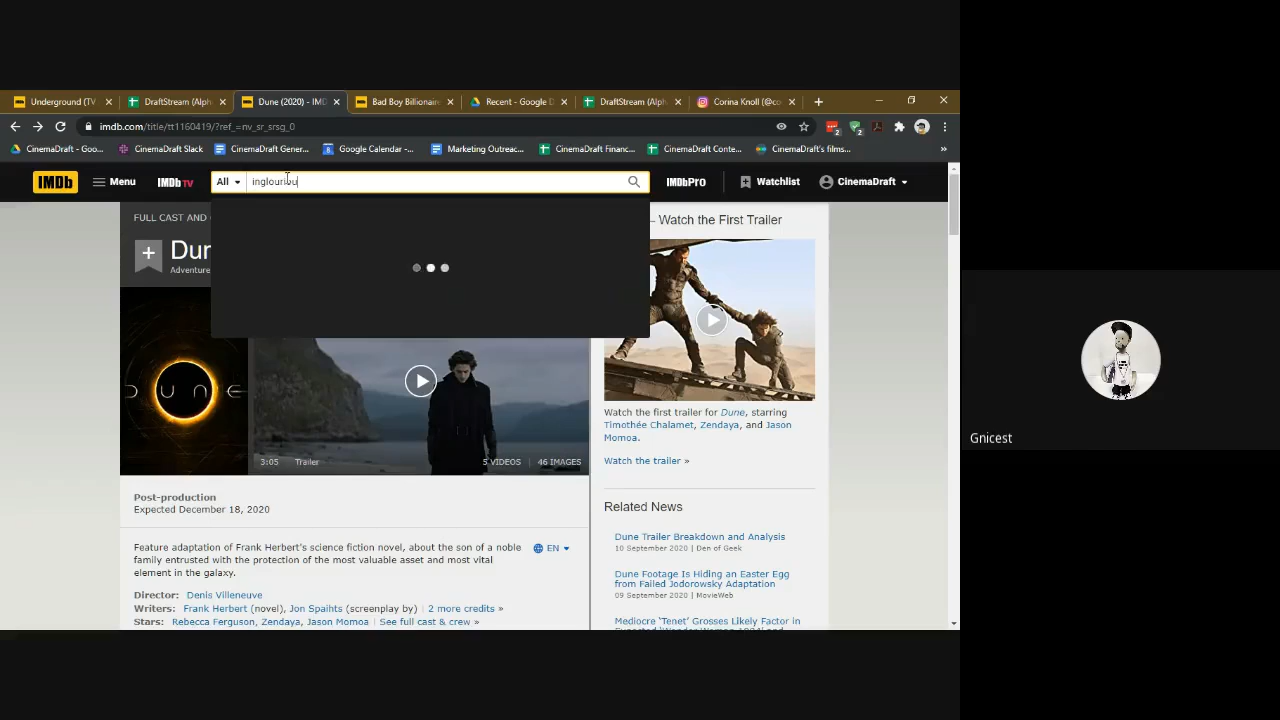 Underground (TV
DraftStream (Alph
Dune (2020) - IMD
Bad Boy Billionaire
Recent - Google D
DraftStream (Alph
Corina Knoll (@co
imdb.com/title/tt1160419/?ref_=nv_sr_srsg_0
CinemaDraft - Goo...
CinemaDraft Slack
CinemaDraft Gener...
Google Calendar -...
Marketing Outreac...
CinemaDraft Financ...
CinemaDraft Conte...
CinemaDraft's film...
IMDb
Menu
IMDbTV
All
inglouriou
IMDbPro
Watchlist
CinemaDraft
FULL CAST AND
Dun
Adventure
— Watch the First Trailer
DUNE
3:05 Trailer
5 VIDEOS | 46 IMAGES
Watch the first trailer for Dune, starring
Timothée Chalamet, Zendaya, and Jason
Momoa.
Watch the trailer »
Post-production
Expected December 18, 2020
Feature adaptation of Frank Herbert's science fiction novel, about the son of a noble
family entrusted with the protection of the most valuable asset and most vital
element in the galaxy.
EN
Director: Denis Villeneuve
Writers: Frank Herbert (novel), Jon Spaihts (screenplay by) | 2 more credits »
Stars: Rebecca Ferguson, Zendaya, Jason Momoa | See full cast & crew »
Related News
Dune Trailer Breakdown and Analysis
10 September 2020 | Den of Geek
Dune Footage Is Hiding an Easter Egg
from Failed Jodorowsky Adaptation
09 September 2020 | MovieWeb
Mediocre 'Tenet' Grosses Likely Factor in
Gnicest